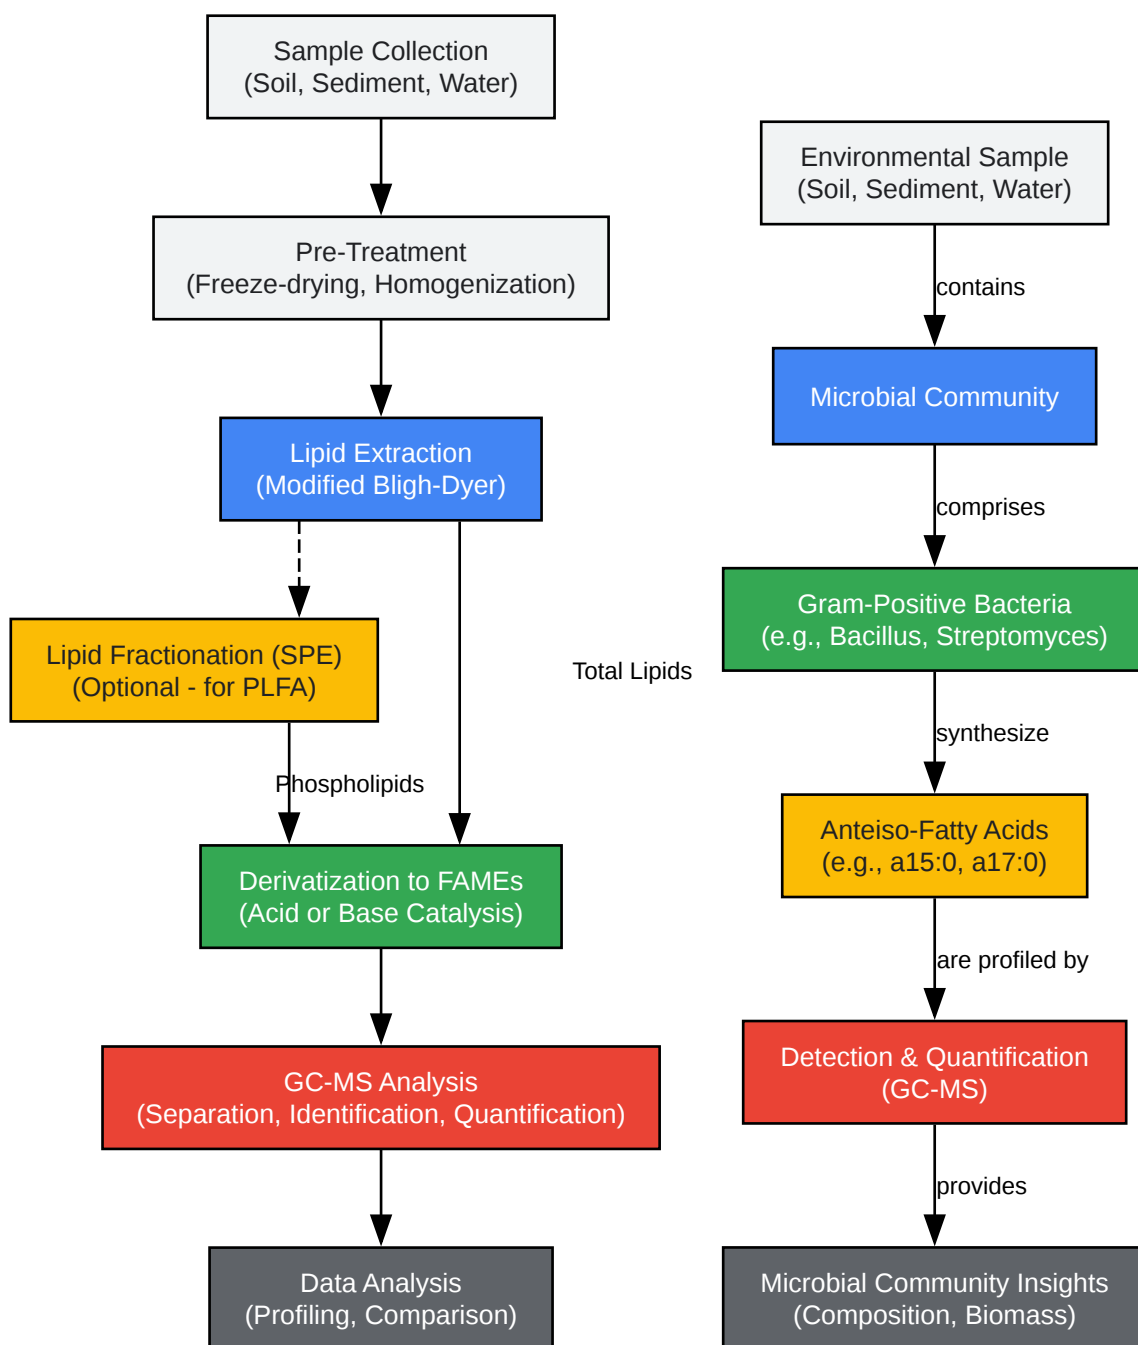 Sample Collection
(Soil, Sediment, Water)
Pre-Treatment
(Freeze-drying, Homogenization)
Lipid Extraction
(Modified Bligh-Dyer)
Lipid Fractionation (SPE)
(Optional - for PLFA)
Total Lipids
Phospholipids
Derivatization to FAMEs
(Acid or Base Catalysis)
GC-MS Analysis
(Separation, Identification, Quantification)
Data Analysis
(Profiling, Comparison)
Environmental Sample
(Soil, Sediment, Water)
contains
Microbial Community
comprises
Gram-Positive Bacteria
(e.g., Bacillus, Streptomyces)
synthesize
Anteiso-Fatty Acids
(e.g., a15:0, a17:0)
are profiled by
Detection & Quantification
(GC-MS)
provides
Microbial Community Insights
(Composition, Biomass)